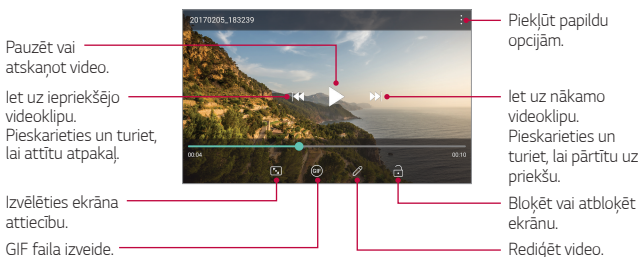 20170205_183239
Piekļūt papildu
opcijām.
Pauzēt vai
atskaņot video.
Iet uz iepriekšējo
videoklipu.
Pieskarieties un turiet,
lai attītu atpakaļ.
Iet uz nākamo
videoklipu.
Pieskarieties un
turiet, lai pārtītu uz
priekšu.
00:04
00:10
GIF
Izvēlēties ekrāna
attiecību.
Bloķēt vai atbloķēt
ekrānu.
GIF faila izveide.
Rediģēt video.